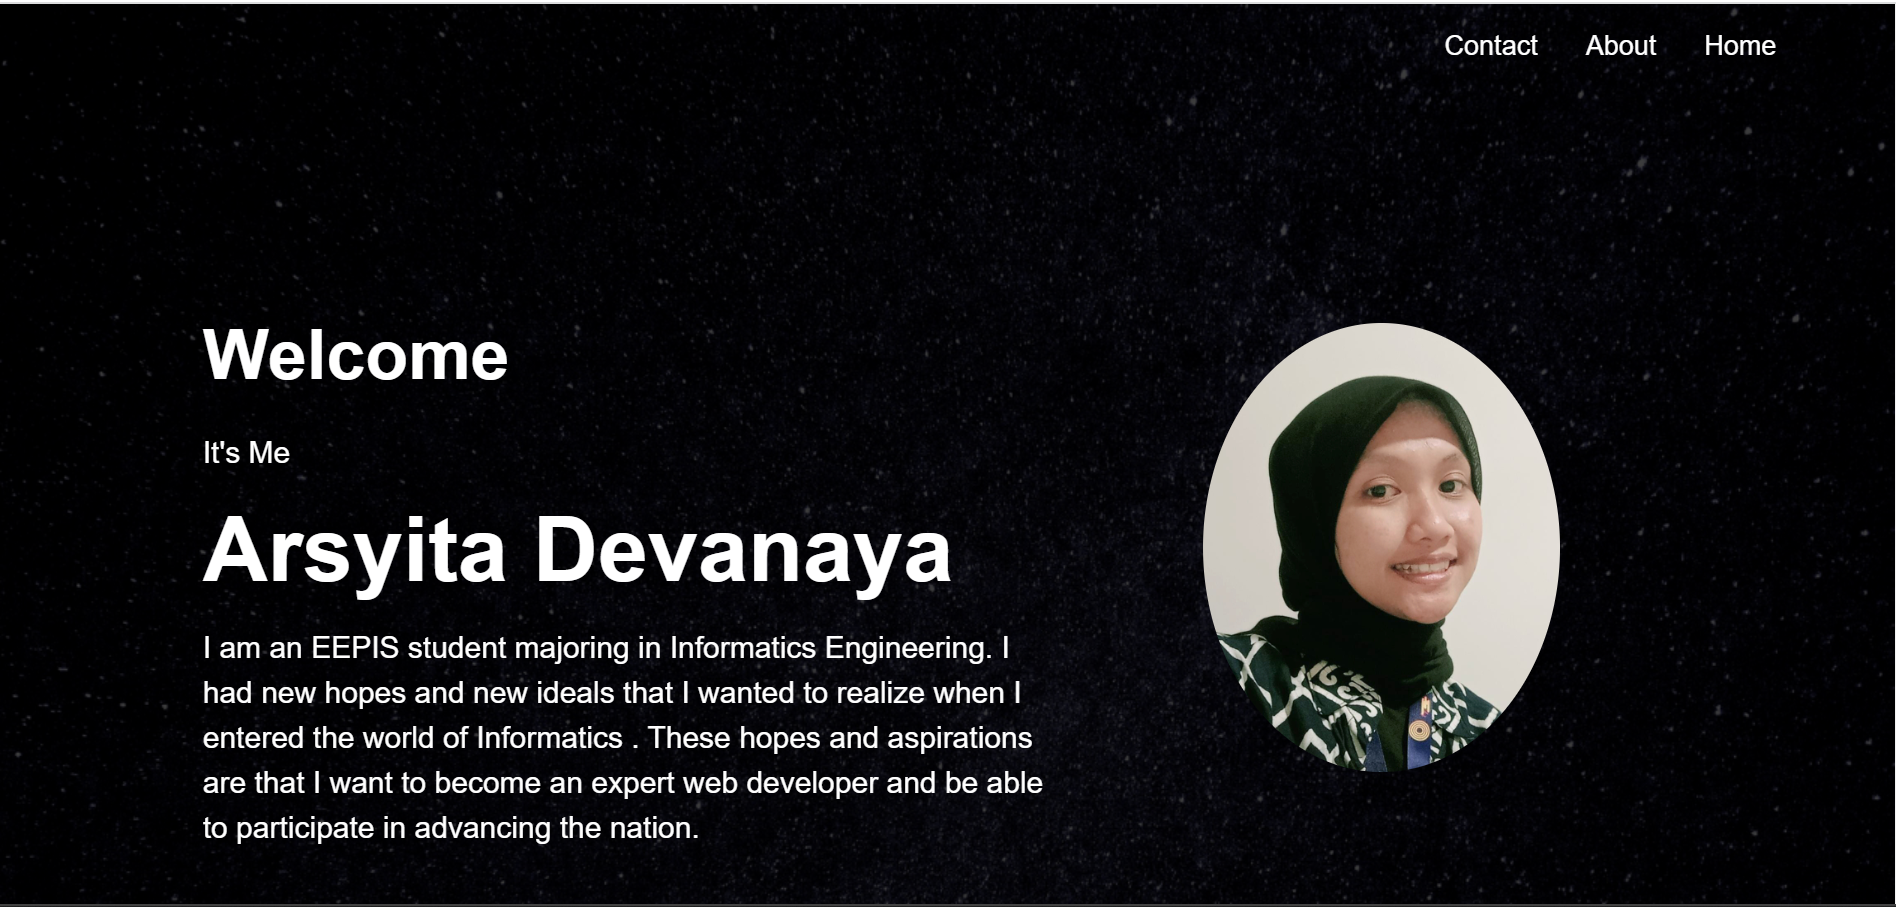 Contact About Home
Welcome
It's Me
Arsyita Devanaya
I am an EEPIS student majoring in Informatics Engineering. I
had new hopes and new ideals that I wanted to realize when I
entered the world of Informatics . These hopes and aspirations
are that I want to become an expert web developer and be able
to participate in advancing the nation.